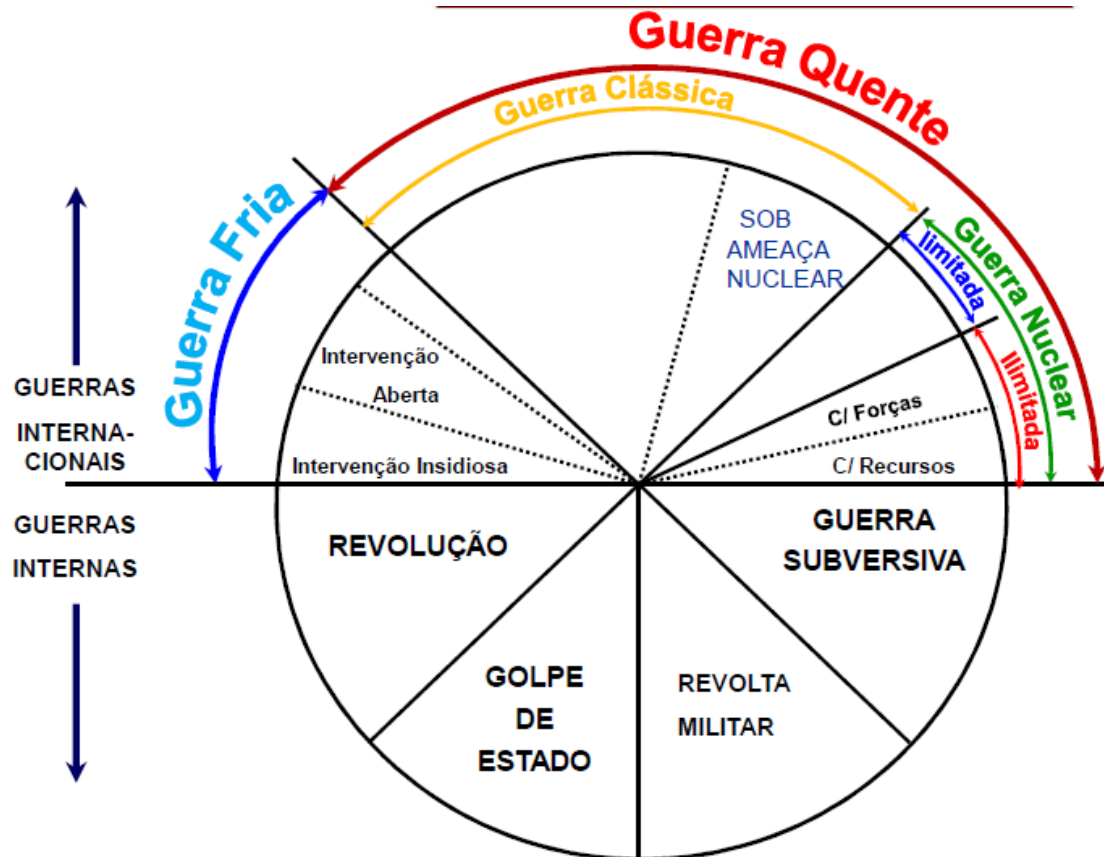 Guerra Quente
Guerra Clássica
Guerra Fria
SOB
AMEAÇA
NUCLEAR
limitada
Guerra Nuclear
Ilimitada
Intervenção
Aberta
Intervenção Insidiosa
C/ Forças
C/ Recursos
GUERRAS
INTERNA-
CIONAIS
GUERRAS
INTERNAS
REVOLUÇÃO
GUERRA
SUBVERSIVA
GOLPE
DE
ESTADO
REVOLTA
MILITAR